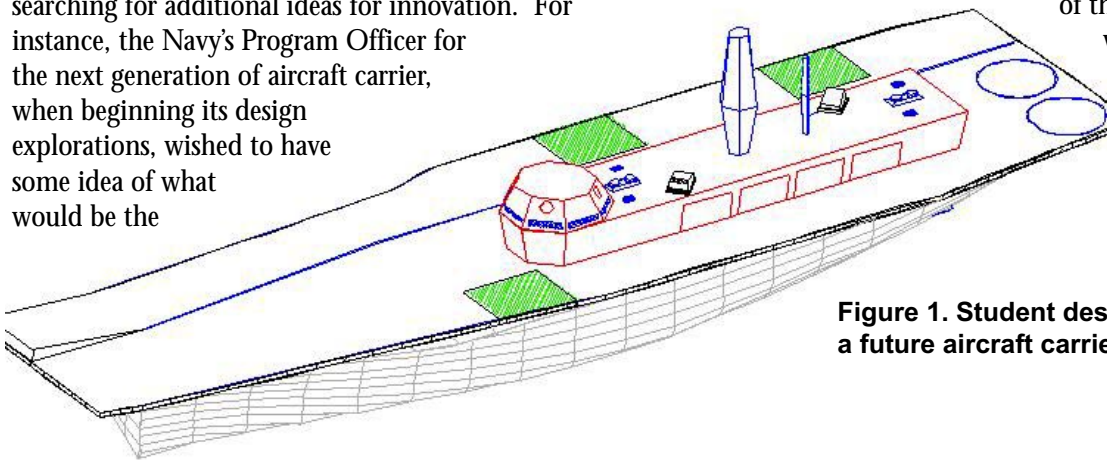 searching for additional ideas for innovation. For
instance, the Navy's Program Officer for
the next generation of aircraft carrier,
when beginning its design
explorations, wished to have
some idea of what
would be the
of th
w
Figure 1. Student des
a future aircraft carrie